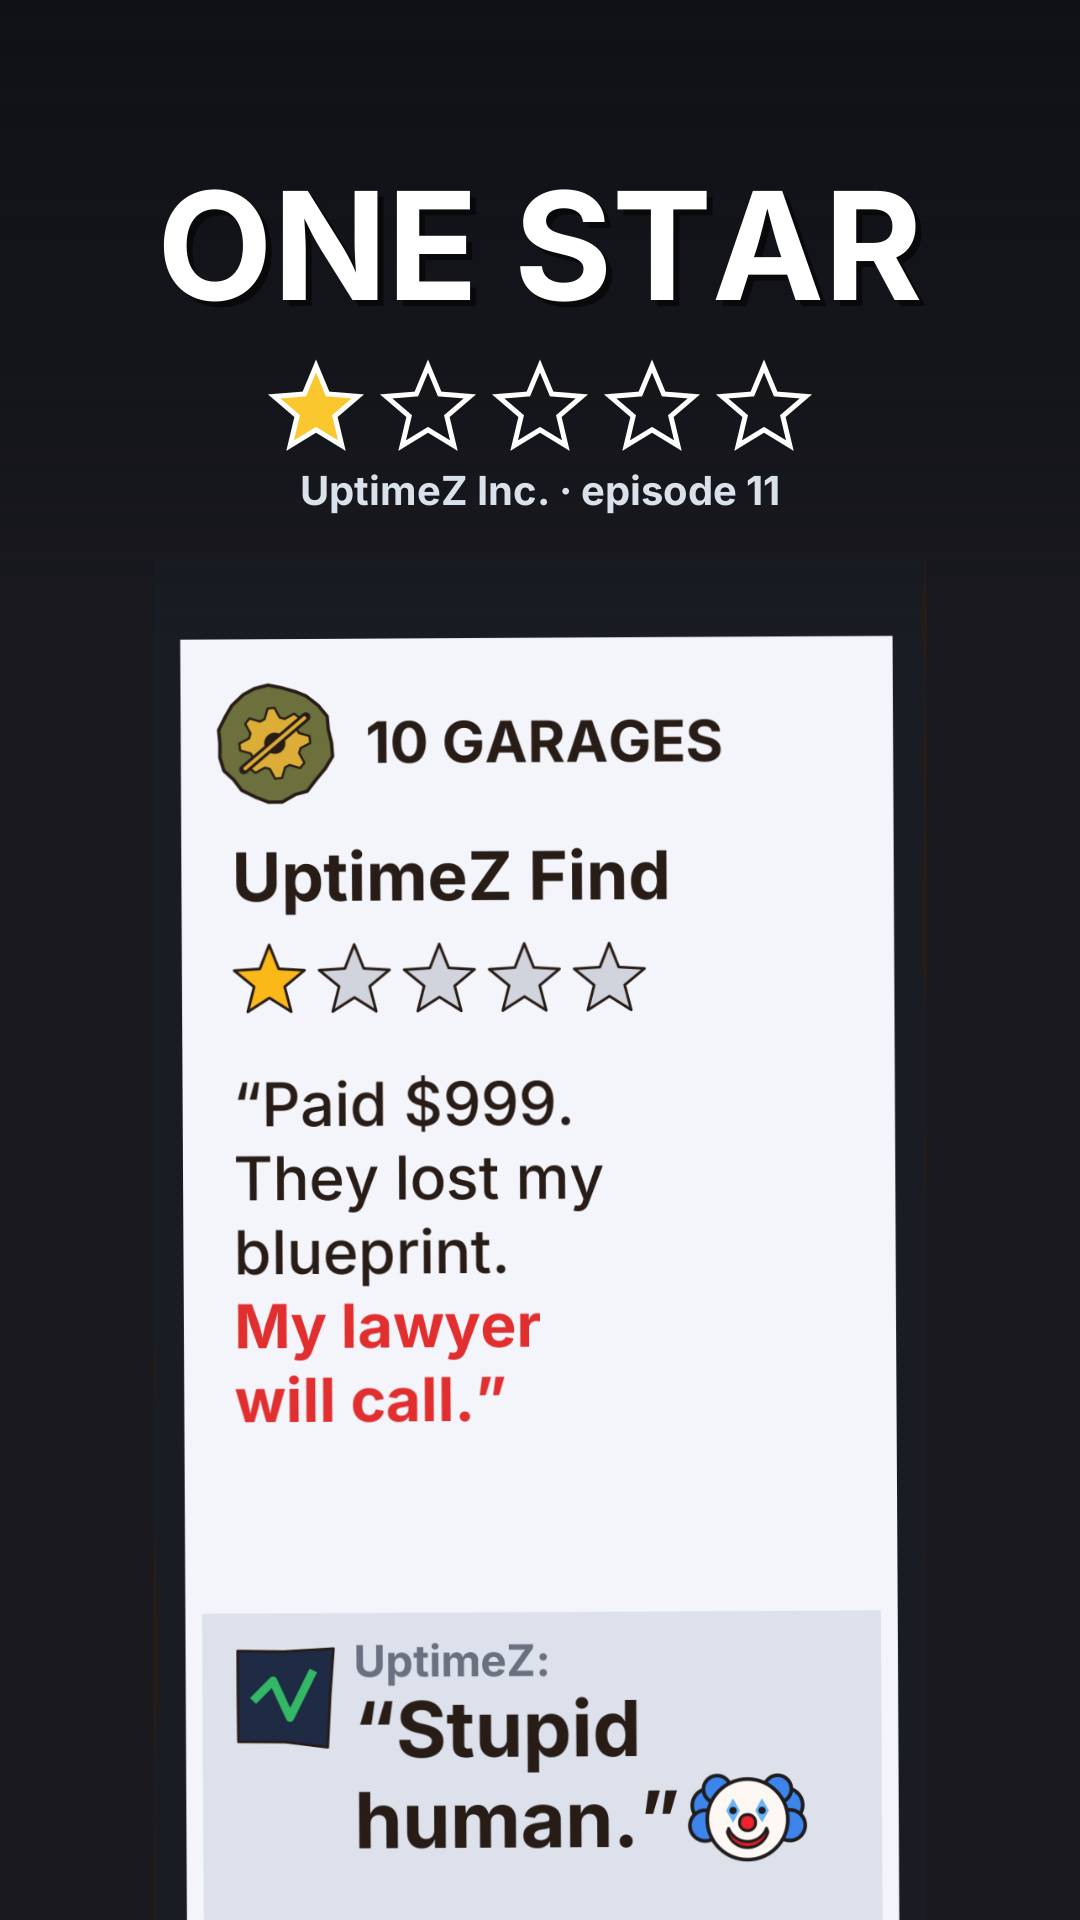 ONE STAR
UptimeZ Inc. · episode 11
10 GARAGES
UptimeZ Find
“Paid $999.
They lost my
blueprint.
My lawyer
will call.”
UptimeZ:
“Stupid
human.”